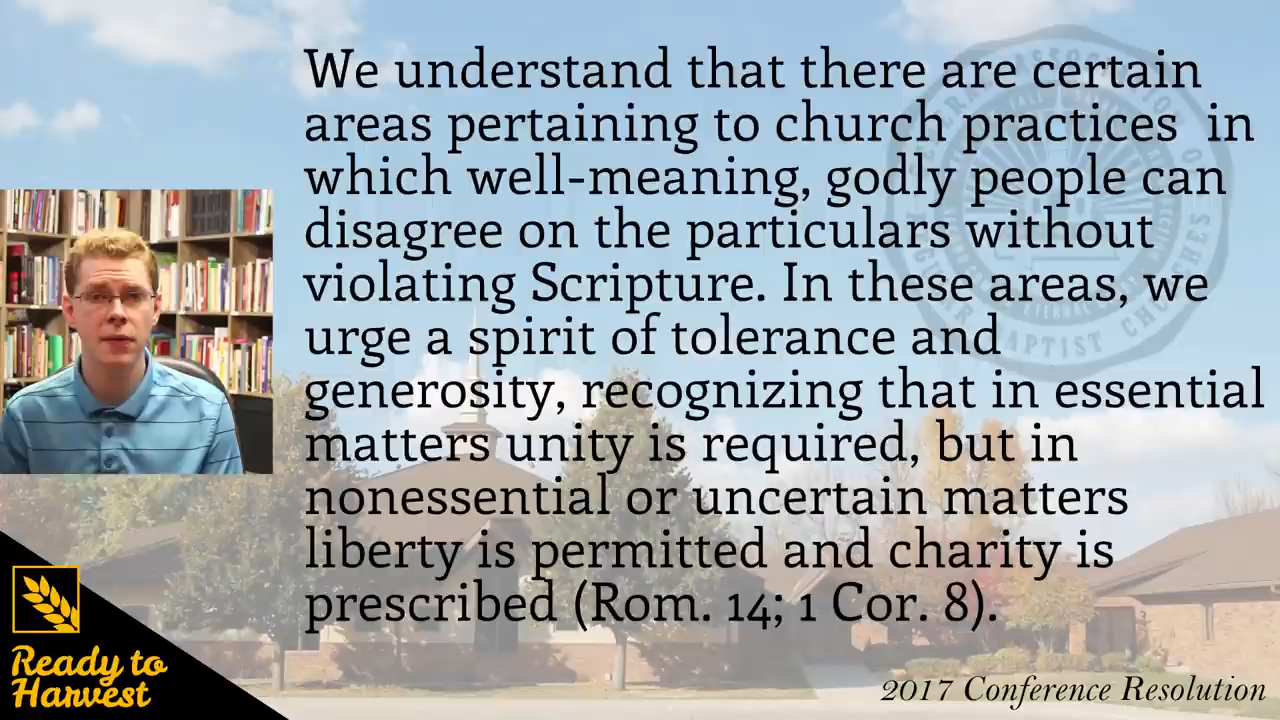 We understand that there are certain
areas pertaining to church practices in
which well-meaning, godly people can
disagree on the particulars without
violating Scripture. In these areas, we
urge a spirit of tolerance and
generosity, recognizing that in essential
matters unity is required, but in
nonessential or uncertain matters
liberty is permitted and charity is
prescribed (Rom. 14; 1 Cor. 8).
Ready to
Harvest
2017 Conference Resolution